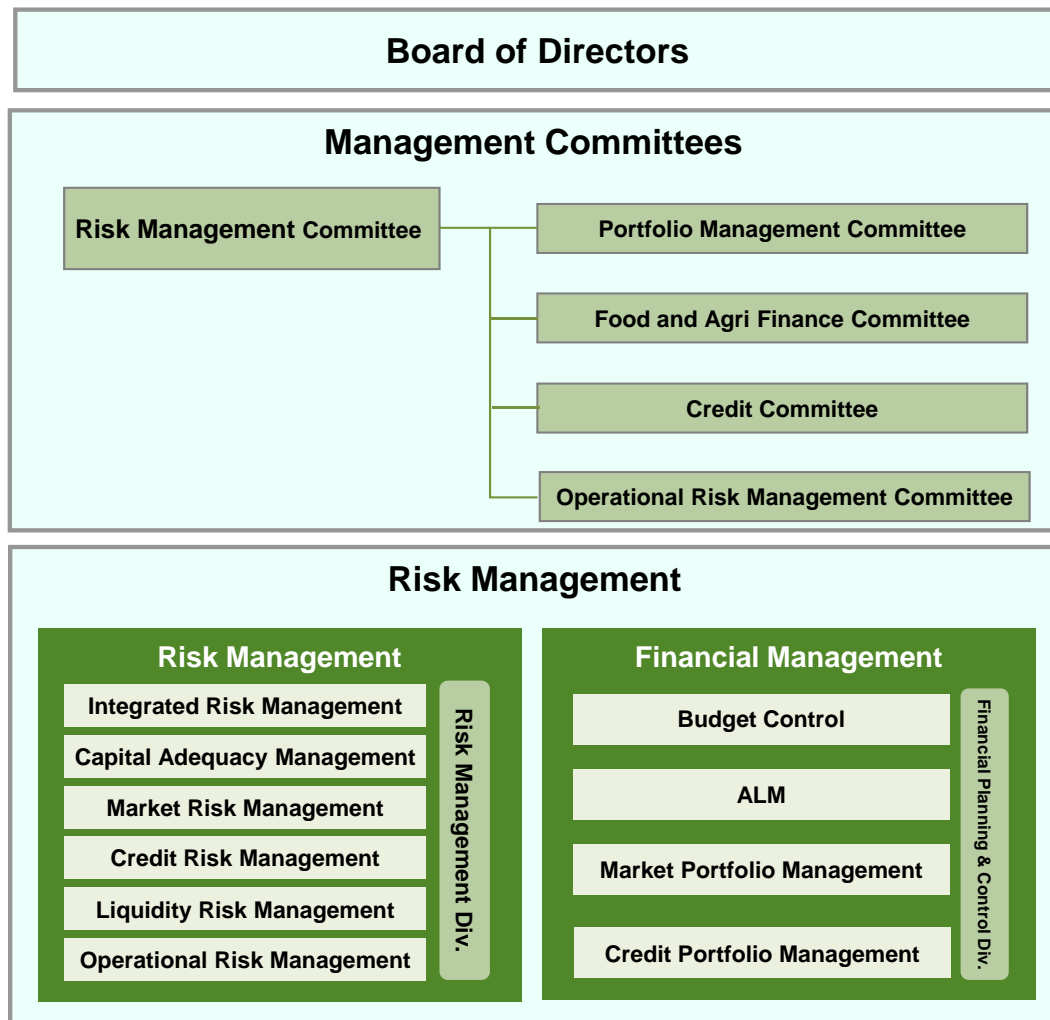 Board of Directors
Management Committees
Risk Management Committee
Portfolio Management Committee
Food and Agri Finance Committee
Credit Committee
Operational Risk Management Committee
Risk Management
Risk Management
Integrated Risk Management
Capital Adequacy Management
Market Risk Management
Credit Risk Management
Liquidity Risk Management
Operational Risk Management
Risk Management Div.
Financial Management
Budget Control
ALM
Market Portfolio Management
Credit Portfolio Management
Financial Planning & Control Div.